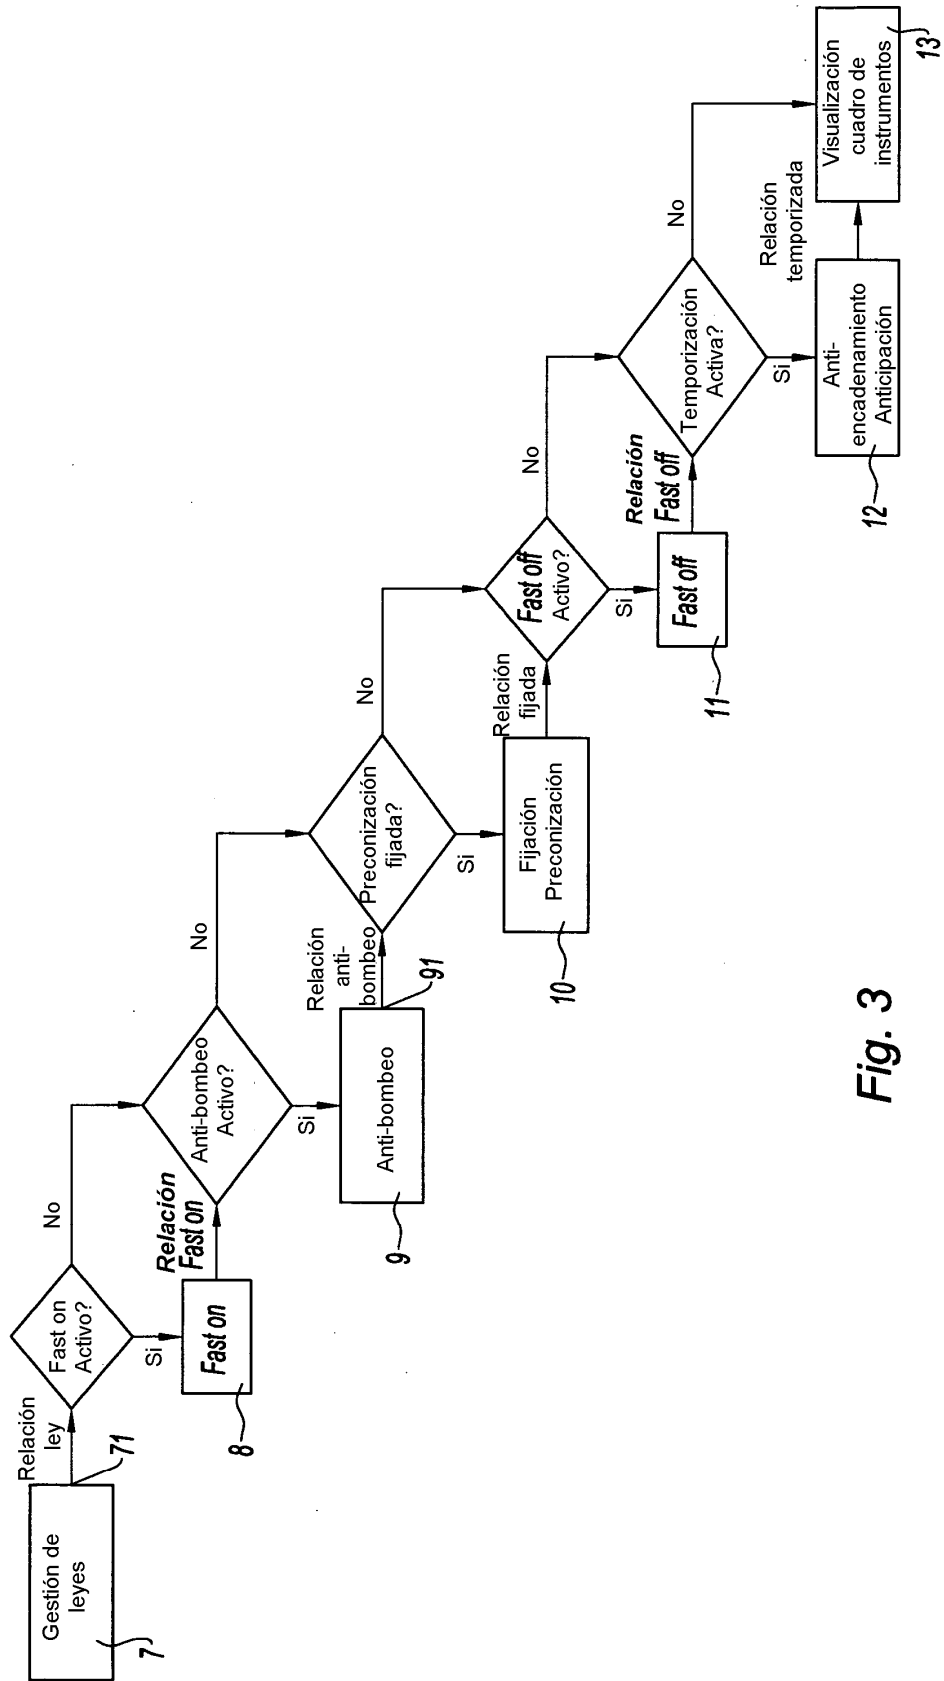 Gestión de
leyes
7
71
Relación
ley
Fast on
Activo?
No
Si
Fast on
8
Relación
Fast on
Anti-bombeo
Activo?
No
Si
Anti-bombeo
9
91
Relación
anti-
bombeo
Preconización
fijada?
No
Si
Fijación
Preconización
10
Relación
fijada
Fast off
Activo?
No
Si
Fast off
11
Relación
Fast off
Temporización
Activa?
No
Si
Anti-
encadenamiento
Anticipación
12
Relación
temporizada
Visualización
cuadro de
instrumentos
13
Fig. 3